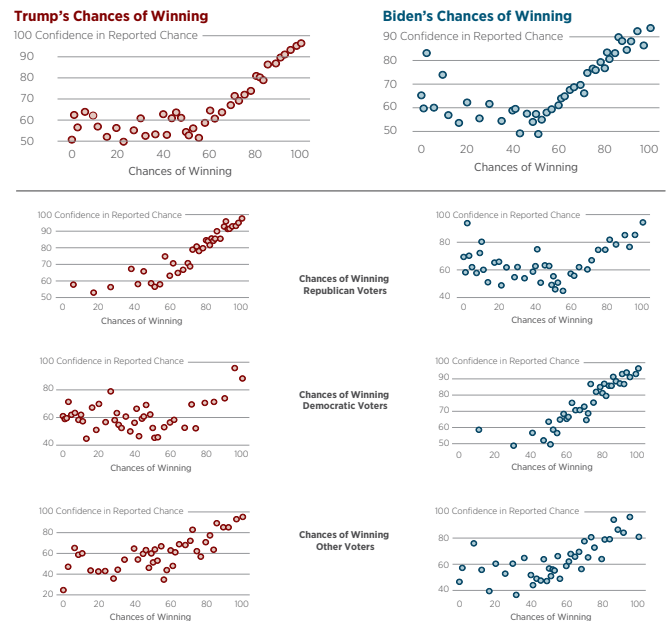 Trump's Chances of Winning
100 Confidence in Reported Chance
90
80
70
60
50
0 20 40 60 80 100
Chances of Winning
Biden's Chances of Winning
90 Confidence in Reported Chance
80
70
60
50
0 20 40 60 80 100
Chances of Winning
100 Confidence in Reported Chance
90
80
70
60
50
0 20 40 60 80 100
Chances of Winning
Chances of Winning
Republican Voters
100 Confidence in Reported Chance
80
60
40
0 20 40 60 80 100
Chances of Winning
100 Confidence in Reported Chance
80
60
40
0 20 40 60 80 100
Chances of Winning
Chances of Winning
Democratic Voters
100 Confidence in Reported Chance
90
80
70
60
50
0 20 40 60 80 100
Chances of Winning
100 Confidence in Reported Chance
80
60
40
20
0 20 40 60 80 100
Chances of Winning
Chances of Winning
Other Voters
100 Confidence in Reported Chance
80
60
40
0 20 40 60 80 100
Chances of Winning